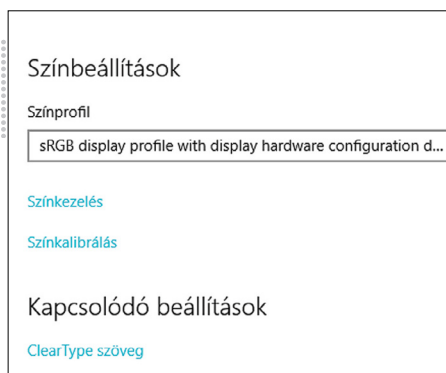 Színbeállítások
Színprofil
sRGB display profile with display hardware configuration d...
Színkezelés
Színkalibrálás
Kapcsolódó beállítások
ClearType szöveg